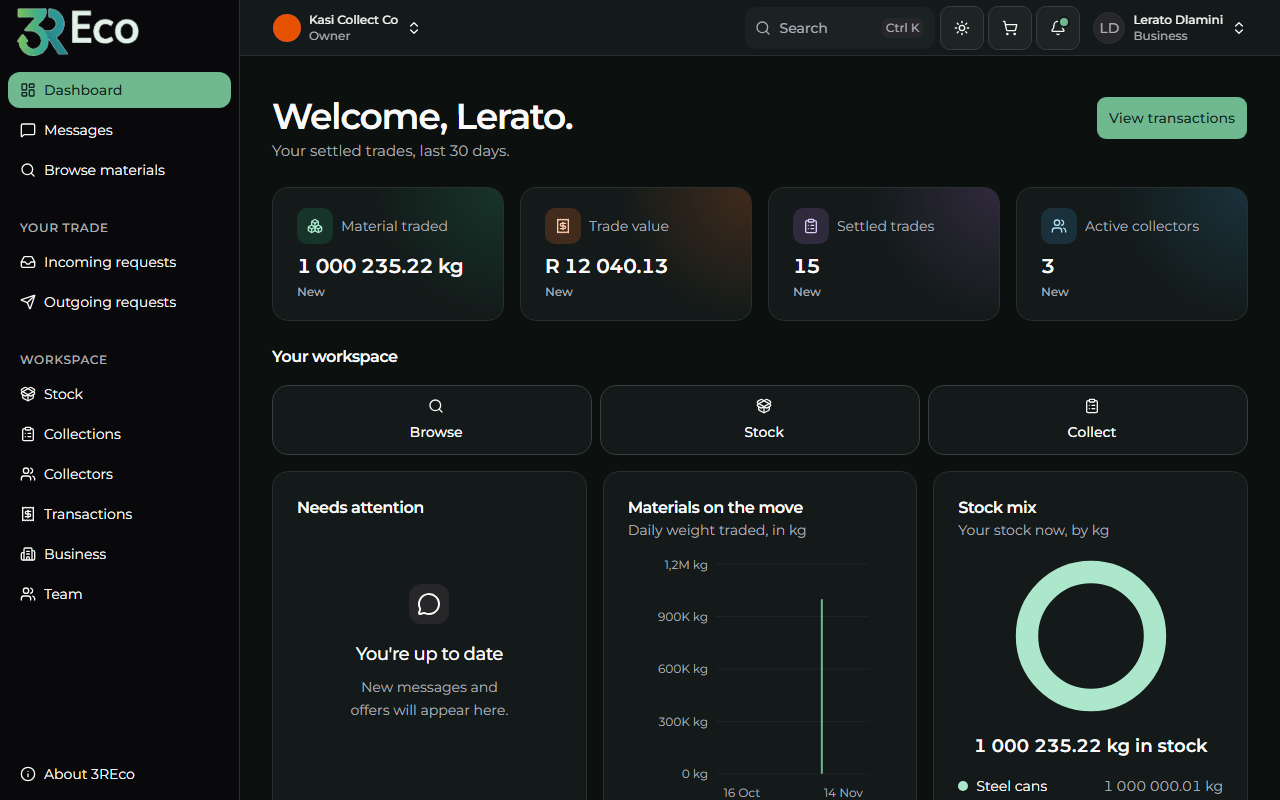 3R Eco
Dashboard
Messages
Browse materials
YOUR TRADE
Incoming requests
Outgoing requests
WORKSPACE
Stock
Collections
Collectors
Transactions
Business
Team
About 3REco
Kasi Collect Co
Owner
Search
Ctrl K
LD
Lerato Dlamini
Business
Welcome, Lerato.
Your settled trades, last 30 days.
View transactions
Material traded
1 000 235.22 kg
New
Trade value
R 12 040.13
New
Settled trades
15
New
Active collectors
3
New
Your workspace
Browse
Stock
Collect
Needs attention
You're up to date
New messages and
offers will appear here.
Materials on the move
Daily weight traded, in kg
1,2M kg
900K kg
600K kg
300K kg
0 kg
16 Oct
14 Nov
Stock mix
Your stock now, by kg
1 000 235.22 kg in stock
Steel cans
1 000 000.01 kg